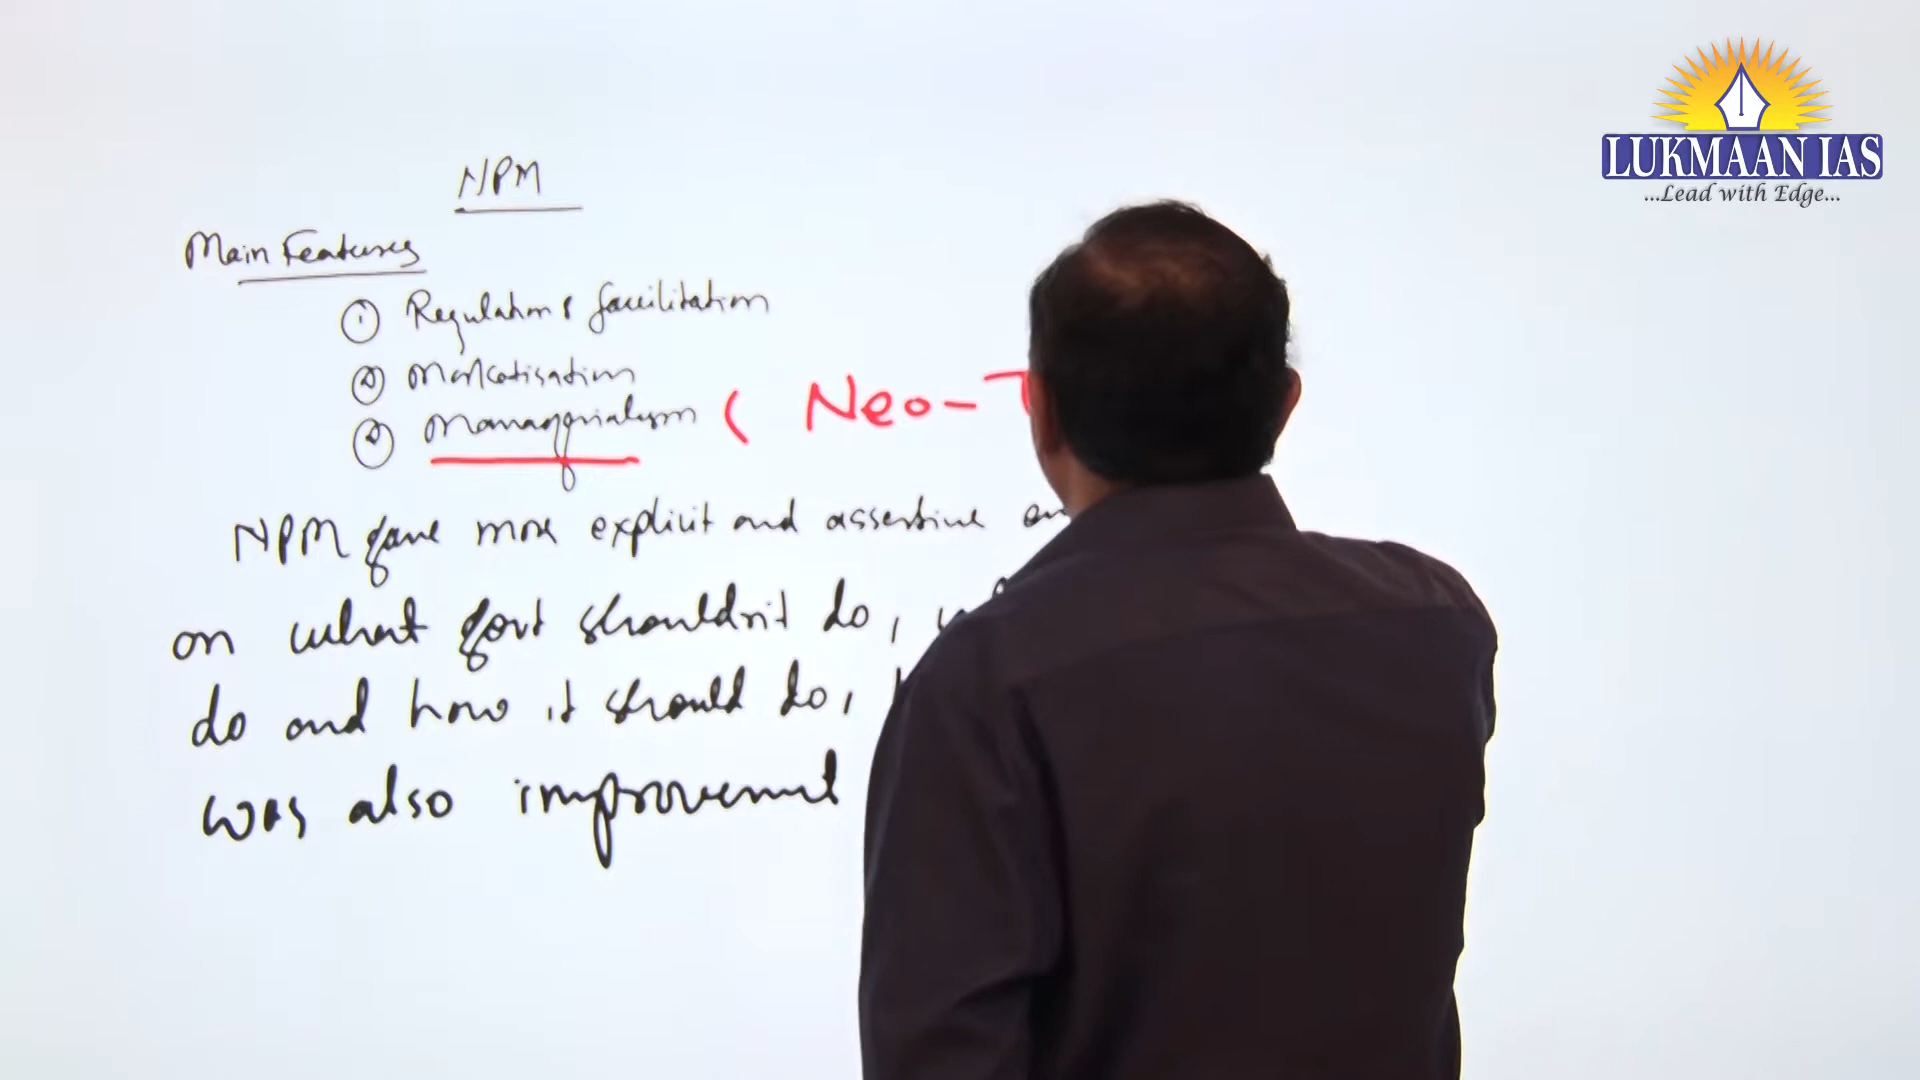 LUKMAAN IAS
...Lead with Edge...
NPM
Main Features
① Regulation & facilitation
② Marketisation
③ Managerialism ( Neo-T
NPM gave more explicit and assertive
on what govt shouldn't do,
do and how it should do,
was also improvement